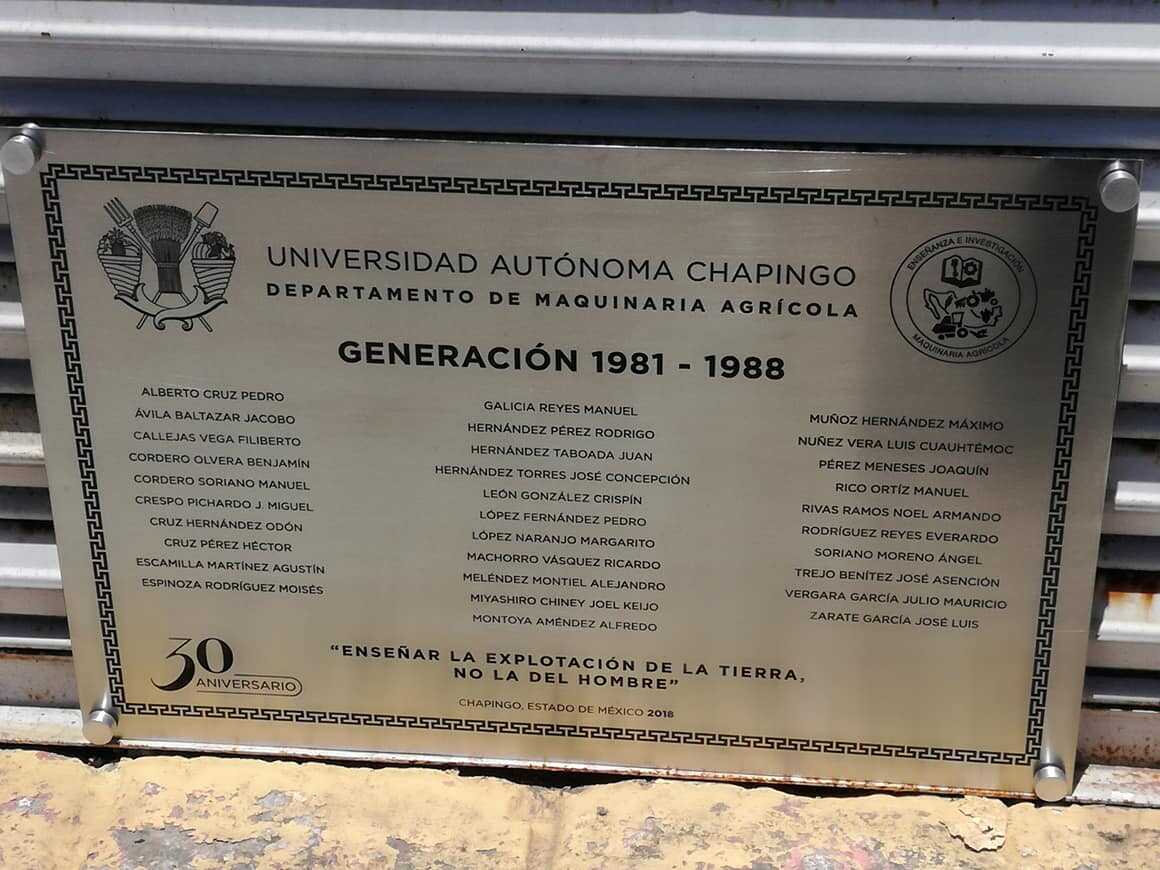 UNIVERSIDAD AUTÓNOMA CHAPINGO
DEPARTAMENTO DE MAQUINARIA AGRÍCOLA
ENSEÑANZA E INVESTIGACIÓN
MAQUINARIA AGRICOLA
GENERACIÓN 1981 - 1988
ALBERTO CRUZ PEDRO
ÁVILA BALTAZAR JACOBO
CALLEJAS VEGA FILIBERTO
CORDERO OLVERA BENJAMÍN
CORDERO SORIANO MANUEL
CRESPO PICHARDO J. MIGUEL
CRUZ HERNÁNDEZ ODÓN
CRUZ PÉREZ HÉCTOR
ESCAMILLA MARTÍNEZ AGUSTÍN
ESPINOZA RODRÍGUEZ MOISÉS
GALICIA REYES MANUEL
HERNÁNDEZ PÉREZ RODRIGO
HERNÁNDEZ TABOADA JUAN
HERNÁNDEZ TORRES JOSÉ CONCEPCIÓN
LEÓN GONZÁLEZ CRISPÍN
LÓPEZ FERNÁNDEZ PEDRO
LÓPEZ NARANJO MARGARITO
MACHORRO VÁSQUEZ RICARDO
MELÉNDEZ MONTIEL ALEJANDRO
MIYASHIRO CHINEY JOEL KEIJO
MONTOYA AMÉNDEZ ALFREDO
MUÑOZ HERNÁNDEZ MÁXIMO
NUÑEZ VERA LUIS CUAUHTÉMOC
PÉREZ MENESES JOAQUÍN
RICO ORTÍZ MANUEL
RIVAS RAMOS NOEL ARMANDO
RODRÍGUEZ REYES EVERARDO
SORIANO MORENO ÁNGEL
TREJO BENÍTEZ JOSÉ ASENCIÓN
VERGARA GARCÍA JULIO MAURICIO
ZARATE GARCÍA JOSÉ LUIS
30
ANIVERSARIO
"ENSEÑAR LA EXPLOTACIÓN DE LA TIERRA,
NO LA DEL HOMBRE"
CHAPINGO, ESTADO DE MÉXICO 2018